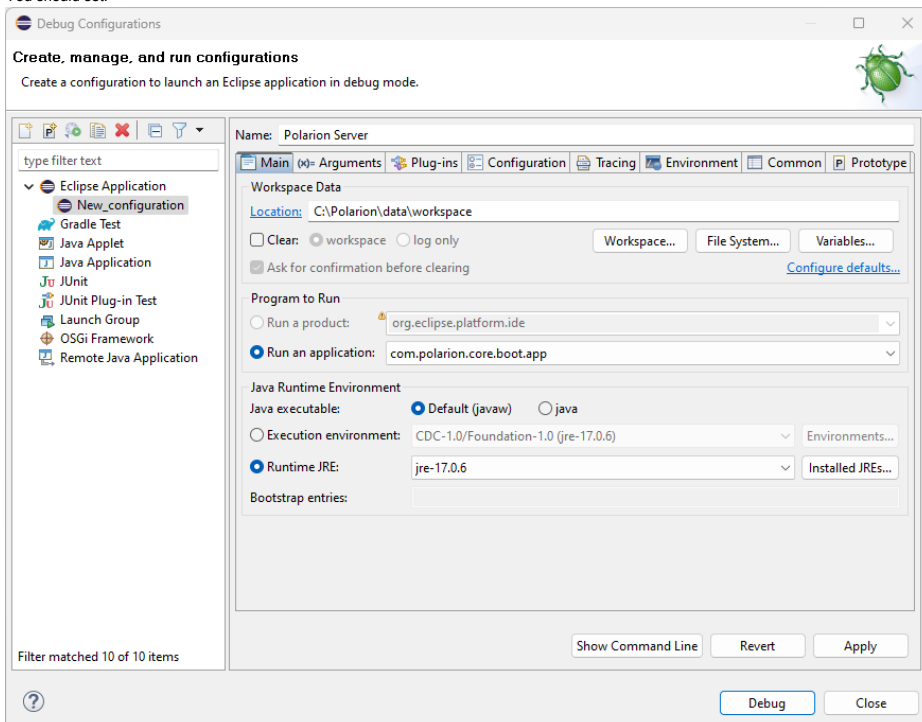 Debug Configurations
Create, manage, and run configurations
Create a configuration to launch an Eclipse application in debug mode.
type filter text
Eclipse Application
New_configuration
Gradle Test
Java Applet
Java Application
Ju JUnit
JUnit Plug-in Test
Launch Group
OSGi Framework
Remote Java Application
Filter matched 10 of 10 items
Name: Polarion Server
Main (x)= Arguments Plug-ins Configuration Tracing Environment Common P Prototype
Workspace Data
Location: C:\Polarion\data\workspace
Clear: workspace log only Workspace... File System... Variables...
Ask for confirmation before clearing Configure defaults...
Program to Run
Run a product: org.eclipse.platform.ide
Run an application: com.polarion.core.boot.app
Java Runtime Environment
Java executable: Default (javaw) java
Execution environment: CDC-1.0/Foundation-1.0 (jre-17.0.6) Environments...
Runtime JRE: jre-17.0.6 Installed JREs...
Bootstrap entries:
Show Command Line Revert Apply
? Debug Close